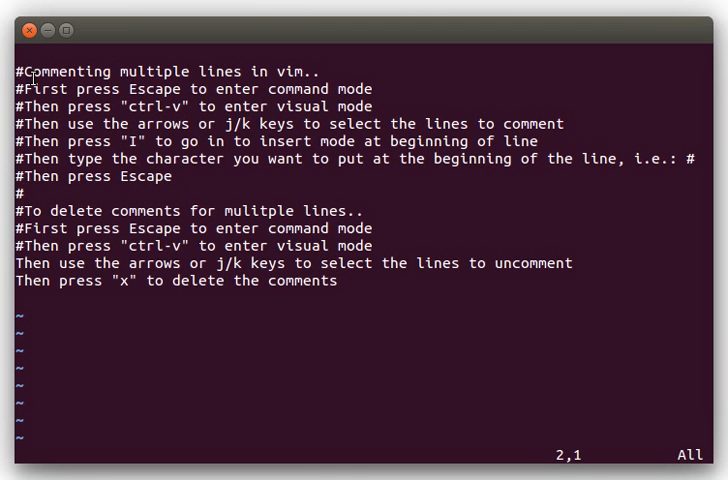 #Commenting multiple lines in vim..
#First press Escape to enter command mode
#Then press "ctrl-v" to enter visual mode
#Then use the arrows or j/k keys to select the lines to comment
#Then press "I" to go in to insert mode at beginning of line
#Then type the character you want to put at the beginning of the line, i.e.: #
#Then press Escape
#
#To delete comments for mulitple lines..
#First press Escape to enter command mode
#Then press "ctrl-v" to enter visual mode
Then use the arrows or j/k keys to select the lines to uncomment
Then press "x" to delete the comments
~
~
~
~
~
~
~
~
2,1 All